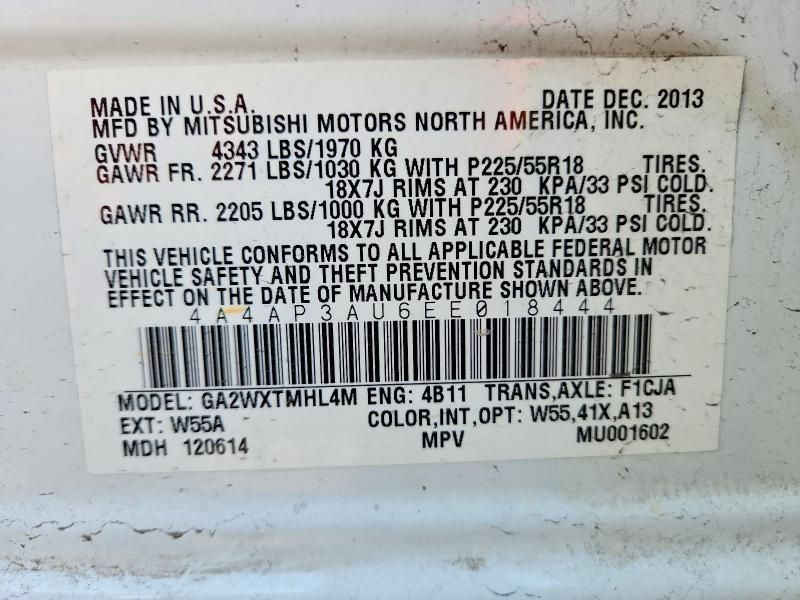 MADE IN U.S.A. DATE DEC. 2013
MFD BY MITSUBISHI MOTORS NORTH AMERICA, INC.
GVWR 4343 LBS/1970 KG
GAWR FR. 2271 LBS/1030 KG WITH P225/55R18 TIRES.
18X7J RIMS AT 230 KPA/33 PSI COLD.
GAWR RR. 2205 LBS/1000 KG WITH P225/55R18 TIRES.
18X7J RIMS AT 230 KPA/33 PSI COLD.
THIS VEHICLE CONFORMS TO ALL APPLICABLE FEDERAL MOTOR
VEHICLE SAFETY AND THEFT PREVENTION STANDARDS IN
EFFECT ON THE DATE OF MANUFACTURE SHOWN ABOVE.
4A4AP3AU6EE018444
MODEL: GA2WXTMHL4M ENG: 4B11 TRANS,AXLE: F1CJA
EXT: W55A COLOR,INT,OPT: W55,41X,A13
MDH 120614 MPV MU001602